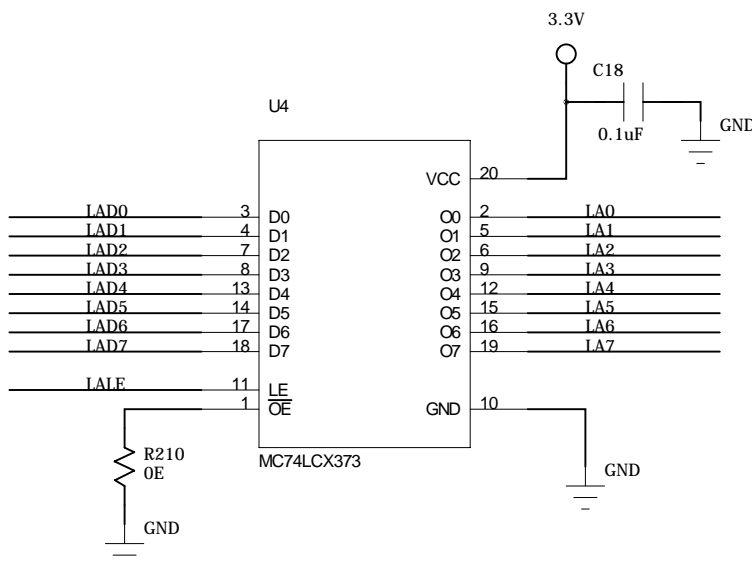 3.3V
C18
0.1uF
GND
U4
VCC 20
LAD0 3 D0 O0 2 LA0
LAD1 4 D1 O1 5 LA1
LAD2 7 D2 O2 6 LA2
LAD3 8 D3 O3 9 LA3
LAD4 13 D4 O4 12 LA4
LAD5 14 D5 O5 15 LA5
LAD6 17 D6 O6 16 LA6
LAD7 18 D7 O7 19 LA7
LALE 11 LE
1 OE GND 10
MC74LCX373
R210
0E
GND
GND